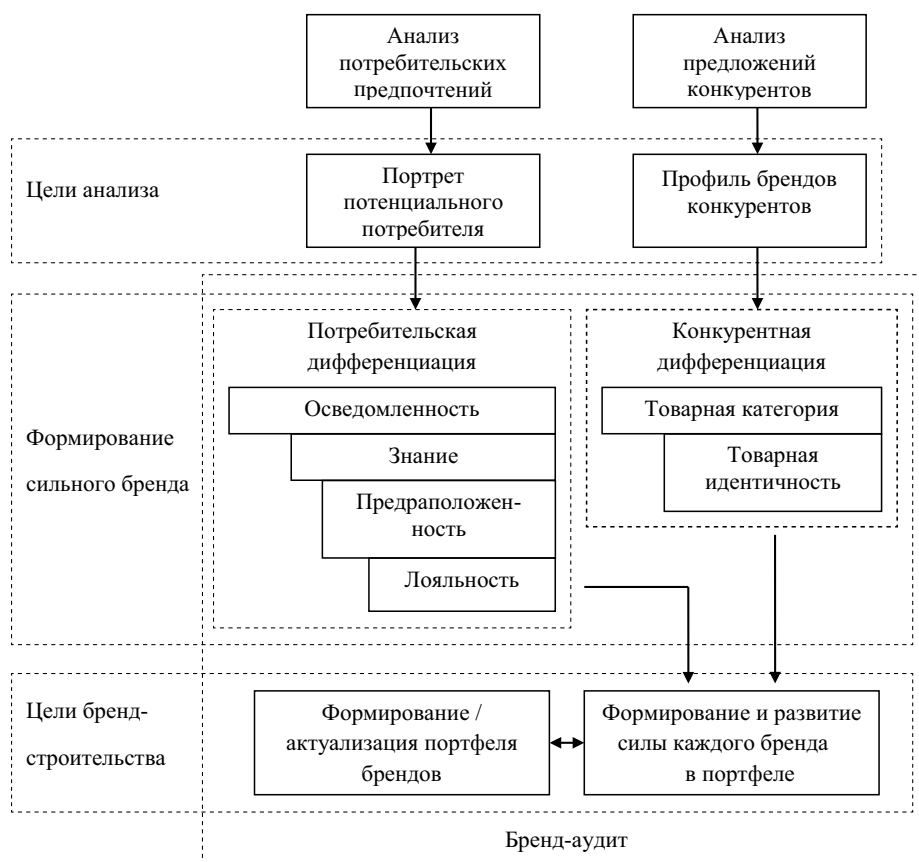 Анализ
потребительских
предпочтений
Анализ
предложений
конкурентов
Цели анализа
Портрет
потенциального
потребителя
Профиль брендов
конкурентов
Формирование
сильного бренда
Потребительская
дифференциация
Осведомленность
Знание
Предраположен-
ность
Лояльность
Конкурентная
дифференциация
Товарная категория
Товарная
идентичность
Цели бренд-
строительства
Формирование /
актуализация портфеля
брендов
Формирование и развитие
силы каждого бренда
в портфеле
Бренд-аудит